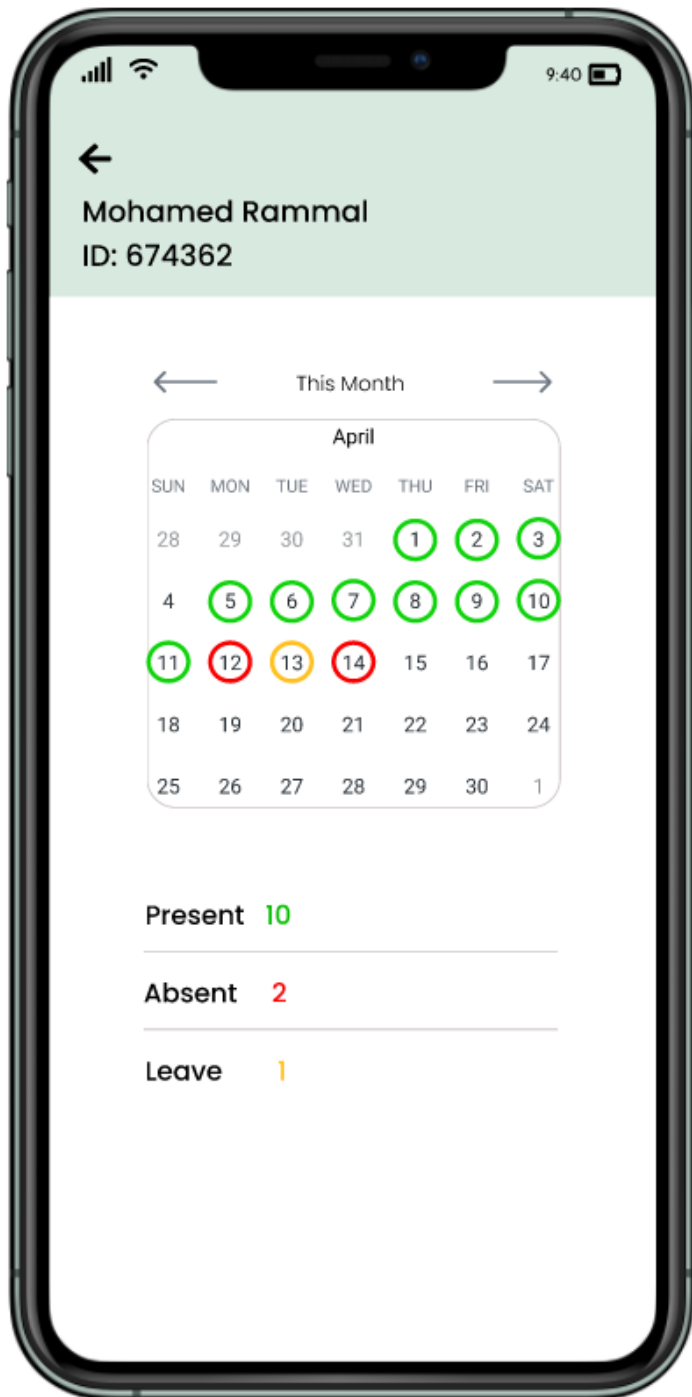 9:40
Mohamed Rammal
ID: 674362
This Month
April
SUN MON TUE WED THU FRI SAT
28 29 30 31 1 2 3
4 5 6 7 8 9 10
11 12 13 14 15 16 17
18 19 20 21 22 23 24
25 26 27 28 29 30 1
Present 10
Absent 2
Leave 1